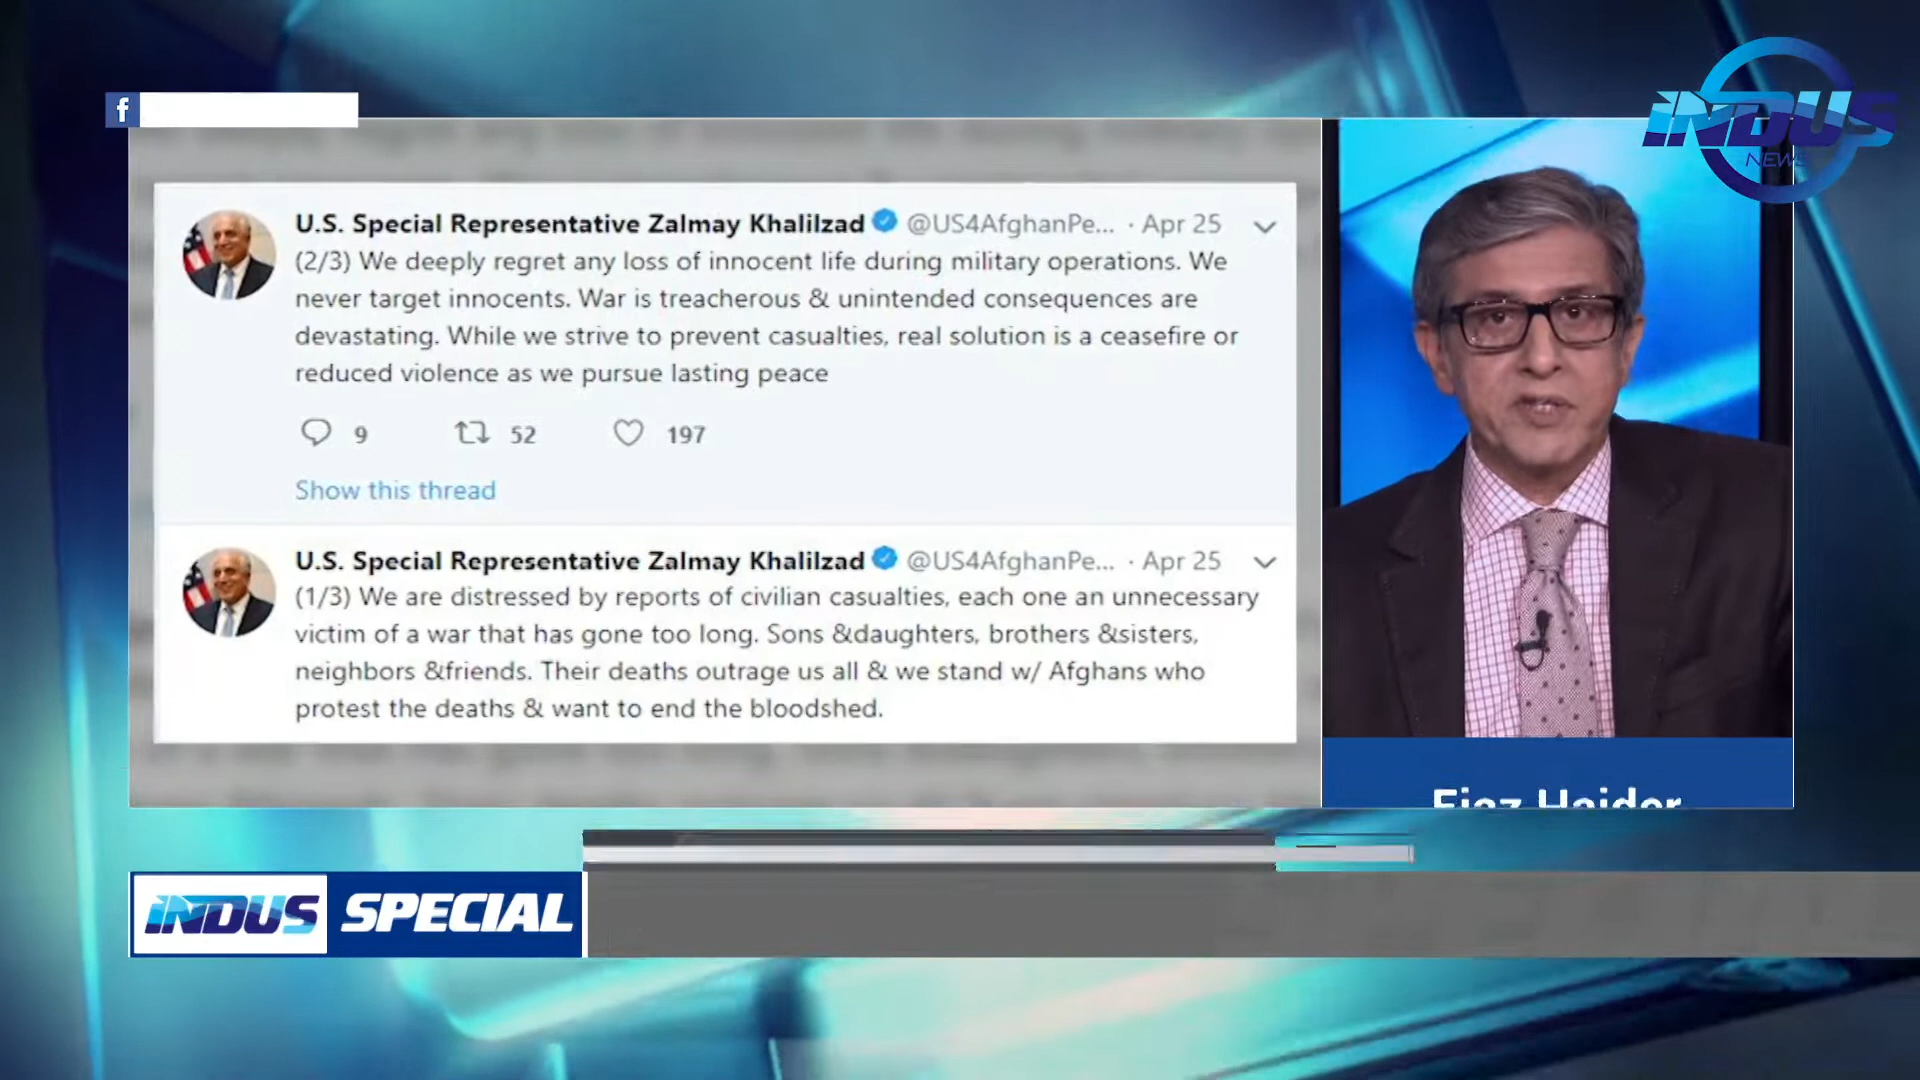 f
INDUS
NEWS
U.S. Special Representative Zalmay Khalilzad @US4AfghanPe... · Apr 25
(2/3) We deeply regret any loss of innocent life during military operations. We
never target innocents. War is treacherous & unintended consequences are
devastating. While we strive to prevent casualties, real solution is a ceasefire or
reduced violence as we pursue lasting peace
9 52 197
Show this thread
U.S. Special Representative Zalmay Khalilzad @US4AfghanPe... · Apr 25
(1/3) We are distressed by reports of civilian casualties, each one an unnecessary
victim of a war that has gone too long. Sons &daughters, brothers &sisters,
neighbors &friends. Their deaths outrage us all & we stand w/ Afghans who
protest the deaths & want to end the bloodshed.
Ejaz Haider
INDUS SPECIAL